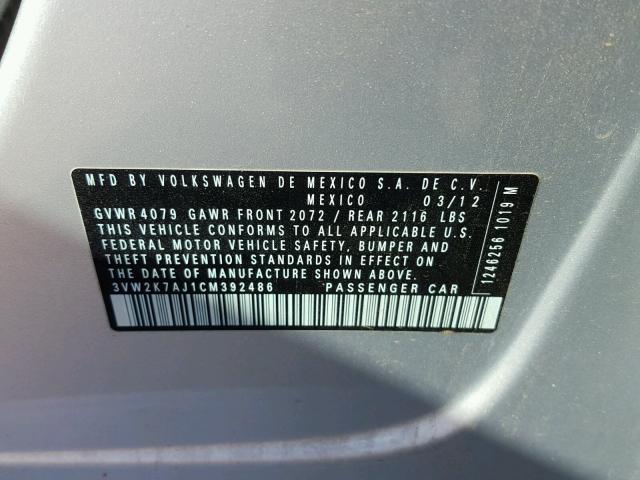 MFD BY VOLKSWAGEN DE MEXICO S.A. DE C.V.
MEXICO 03/12
GVWR 4079 GAWR FRONT 2072 / REAR 2116 LBS
THIS VEHICLE CONFORMS TO ALL APPLICABLE U.S.
FEDERAL MOTOR VEHICLE SAFETY, BUMPER AND
THEFT PREVENTION STANDARDS IN EFFECT ON
THE DATE OF MANUFACTURE SHOWN ABOVE.
3VW2K7AJ1CM392486 PASSENGER CAR
1246256 1019 M